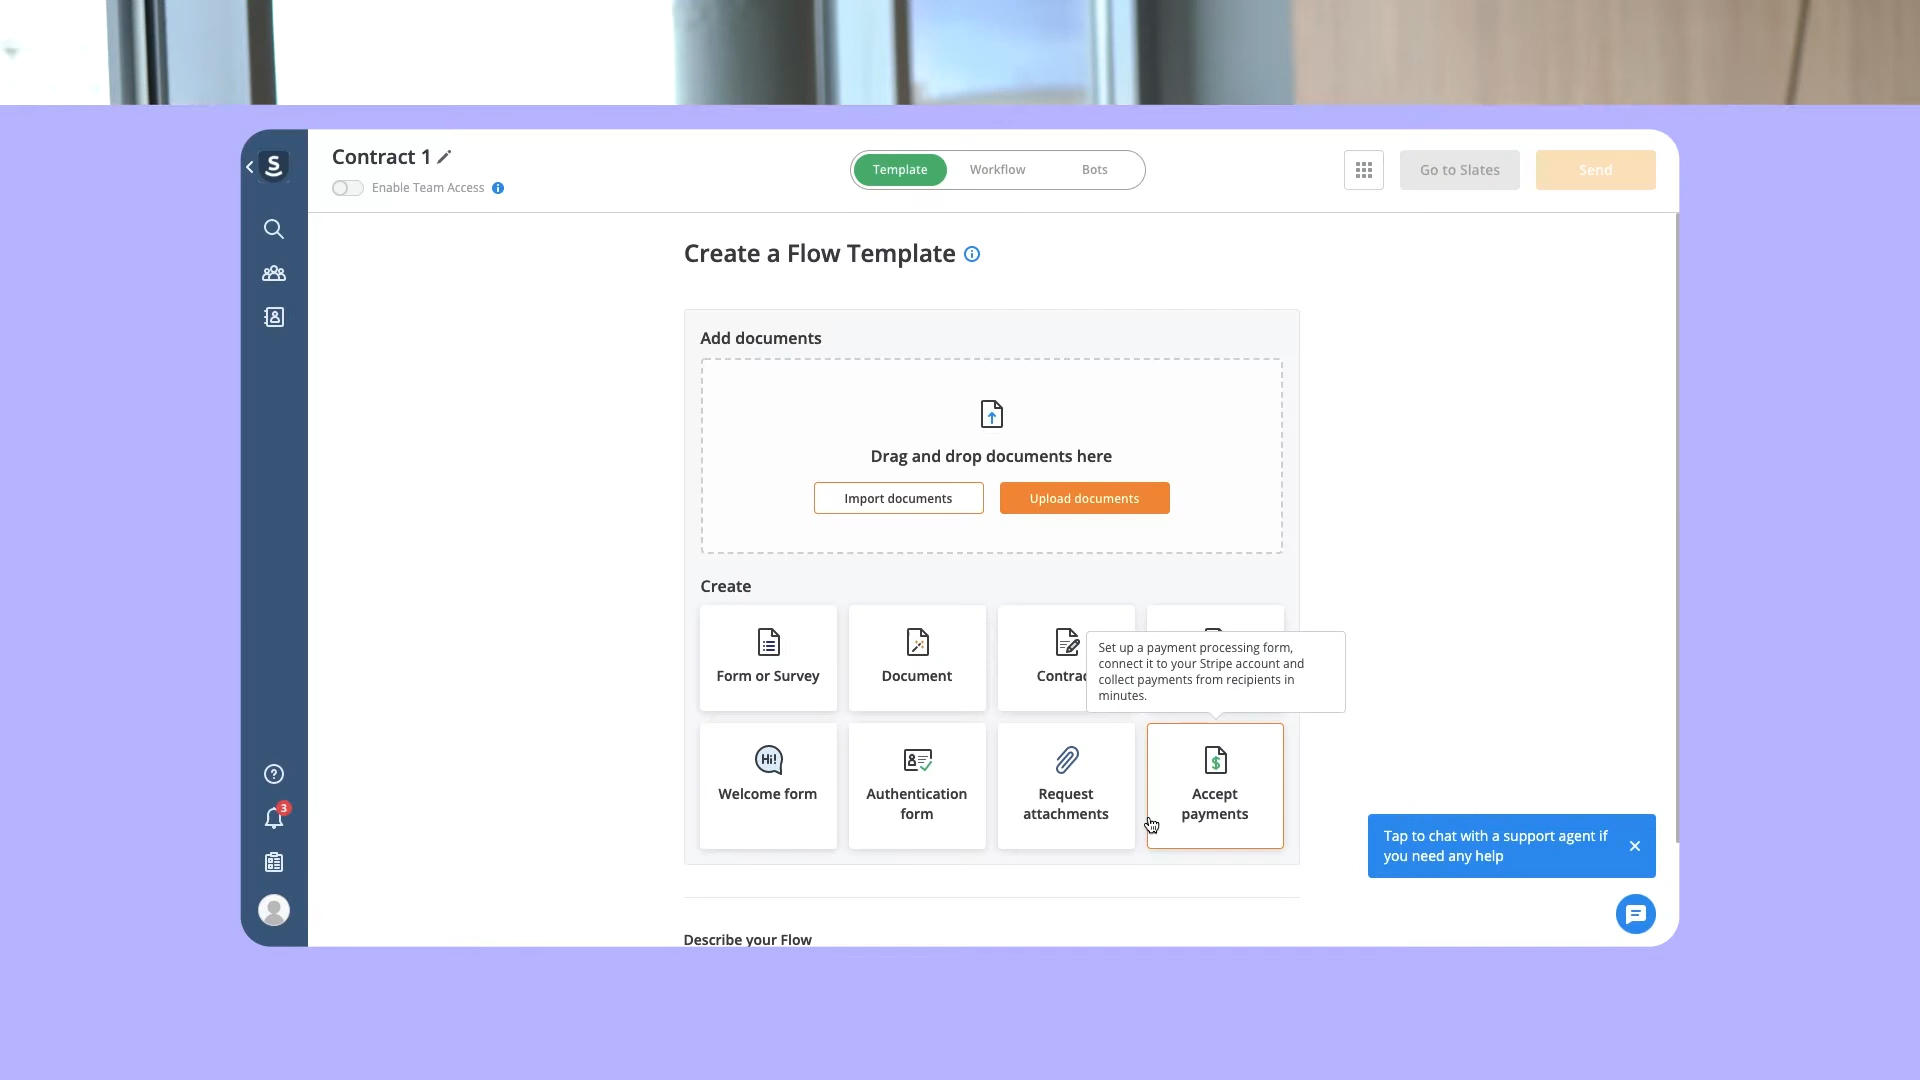 S
Contract 1
Enable Team Access
Template
Workflow
Bots
Go to Slates
Send
Create a Flow Template
Add documents
Drag and drop documents here
Import documents
Upload documents
Create
Form or Survey
Document
Set up a payment processing form,
connect it to your Stripe account and
collect payments from recipients in
minutes.
Hi!
Welcome form
Authentication
form
Request
attachments
$
Accept
payments
3
Tap to chat with a support agent if
you need any help
Describe your Flow